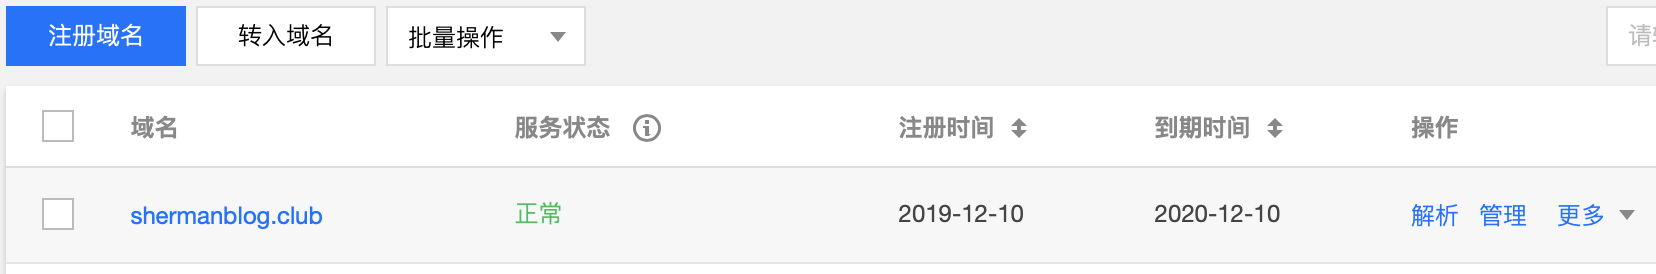 注册域名 转入域名 批量操作 请
域名 服务状态 注册时间 到期时间 操作
shermanblog.club 正常 2019-12-10 2020-12-10 解析 管理 更多